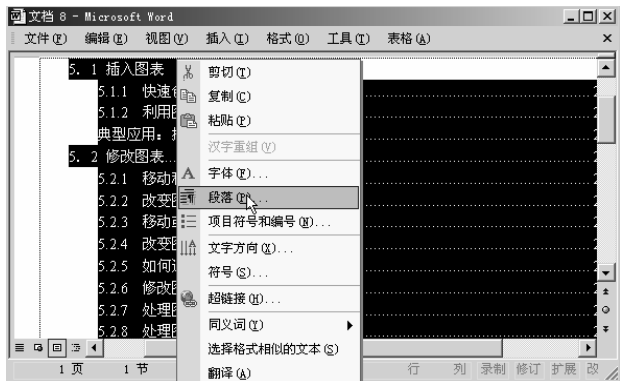 文档 8 - Microsoft Word
文件(F) 编辑(E) 视图(V) 插入(I) 格式(O) 工具(T) 表格(A)
5. 1 插入图表
5.1.1 快速
5.1.2 利用
典型应用:
5. 2 修改图表
5.2.1 移动
5.2.2 改变
5.2.3 移动
5.2.4 改变
5.2.5 如何
5.2.6 修改
5.2.7 处理
5.2.8 处理
剪切(T)
复制(C)
粘贴(P)
汉字重组(V)
字体(F)...
段落(P)...
项目符号和编号(N)...
文字方向(X)...
符号(S)...
超链接(H)...
同义词(Y)
选择格式相似的文本(S)
翻译(A)
1 页 1 节 行 列 录制 修订 扩展 改